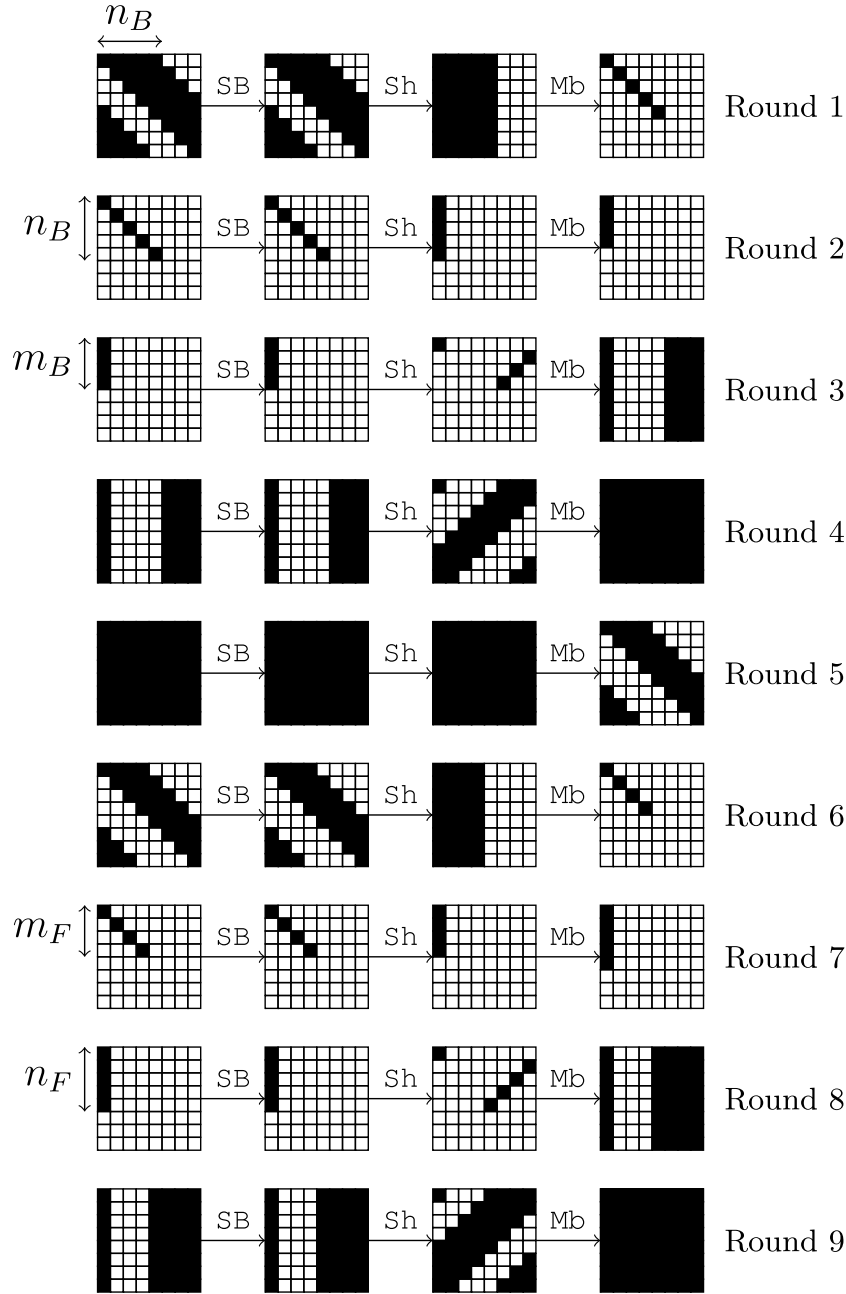 n_B
SB Sh Mb Round 1
n_B SB Sh Mb Round 2
m_B SB Sh Mb Round 3
SB Sh Mb Round 4
SB Sh Mb Round 5
SB Sh Mb Round 6
m_F SB Sh Mb Round 7
n_F SB Sh Mb Round 8
SB Sh Mb Round 9